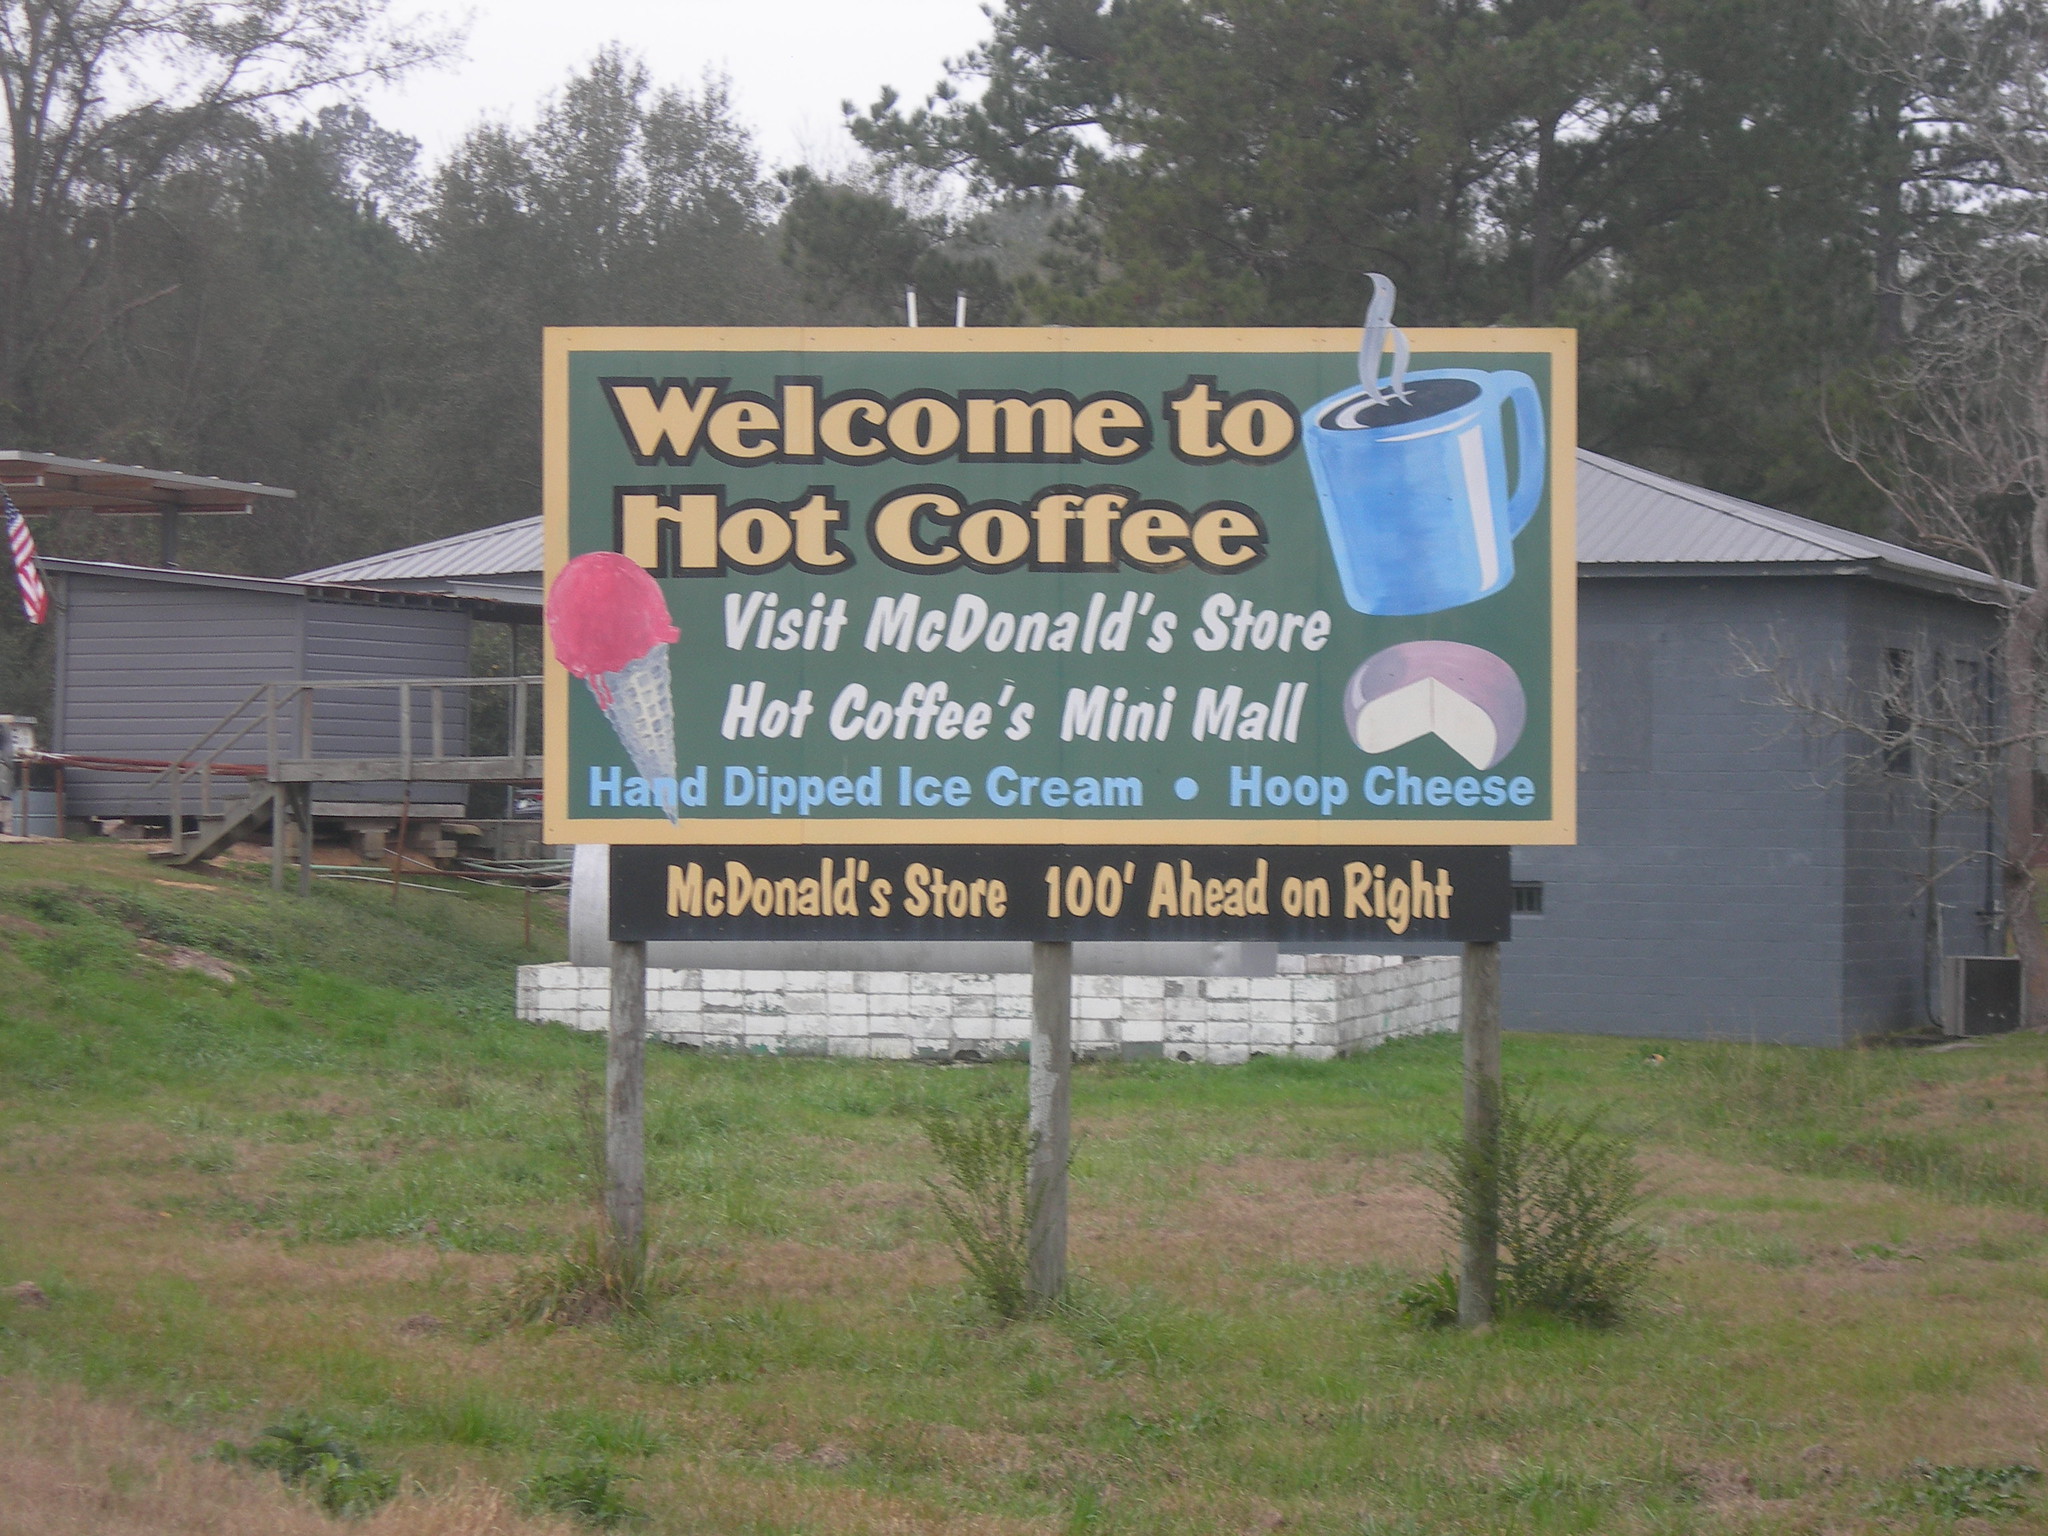 Welcome to
Hot Coffee
Visit McDonald's Store
Hot Coffee's Mini Mall
Hand Dipped Ice Cream • Hoop Cheese
McDonald's Store 100' Ahead on Right